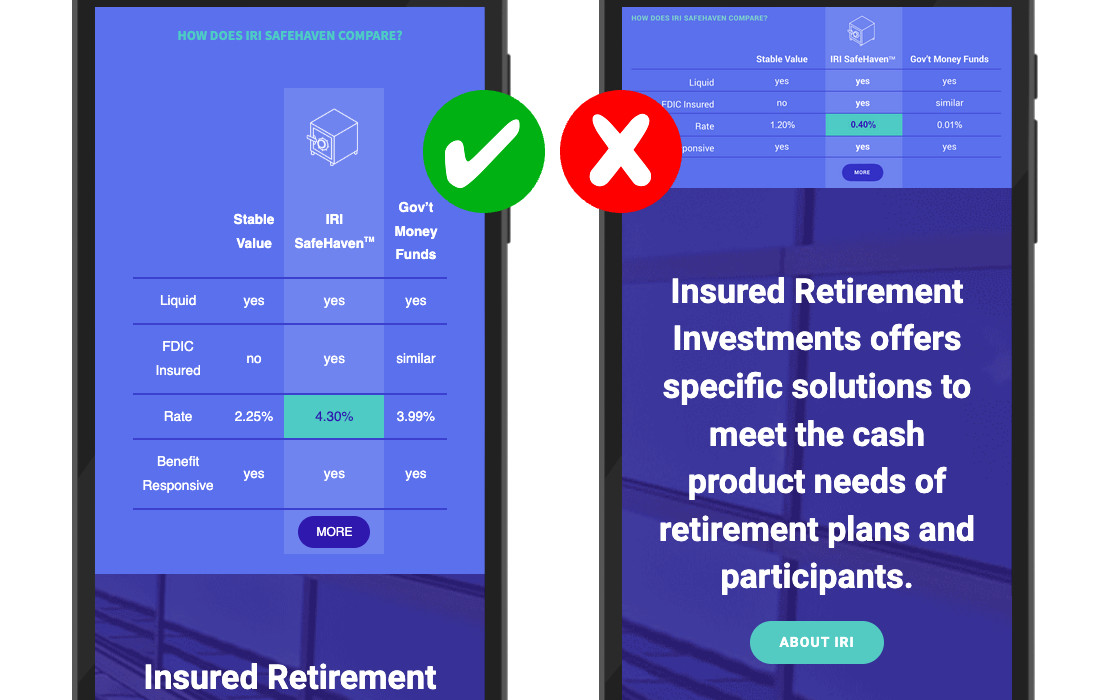 HOW DOES IRI SAFEHAVEN COMPARE?
Stable Value IRI SafeHaven™ Gov't Money Funds
Liquid yes yes yes
FDIC Insured no yes similar
Rate 2.25% 4.30% 3.99%
Benefit Responsive yes yes yes
MORE
Insured Retirement
HOW DOES IRI SAFEHAVEN COMPARE?
Stable Value IRI SafeHaven™ Gov't Money Funds
Liquid yes yes yes
FDIC Insured no yes similar
Rate 1.20% 0.40% 0.01%
ponsive yes yes yes
MORE
Insured Retirement
Investments offers
specific solutions to
meet the cash
product needs of
retirement plans and
participants.
ABOUT IRI